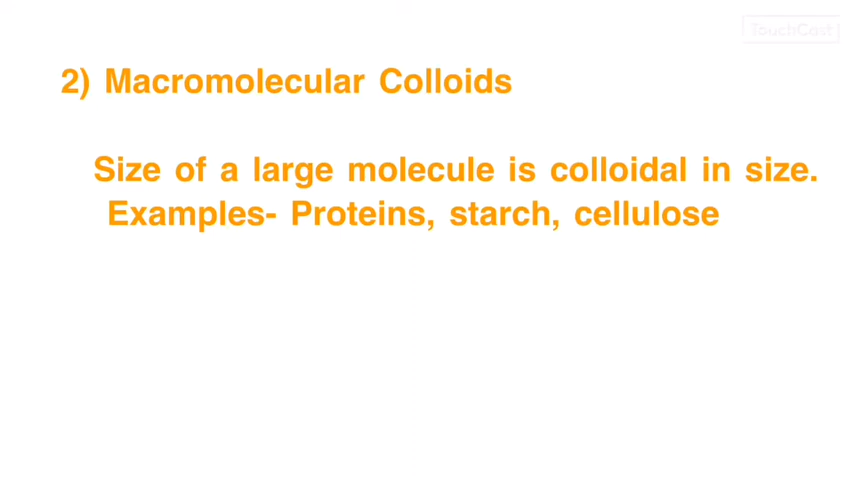 TouchCast
2) Macromolecular Colloids
Size of a large molecule is colloidal in size.
Examples- Proteins, starch, cellulose